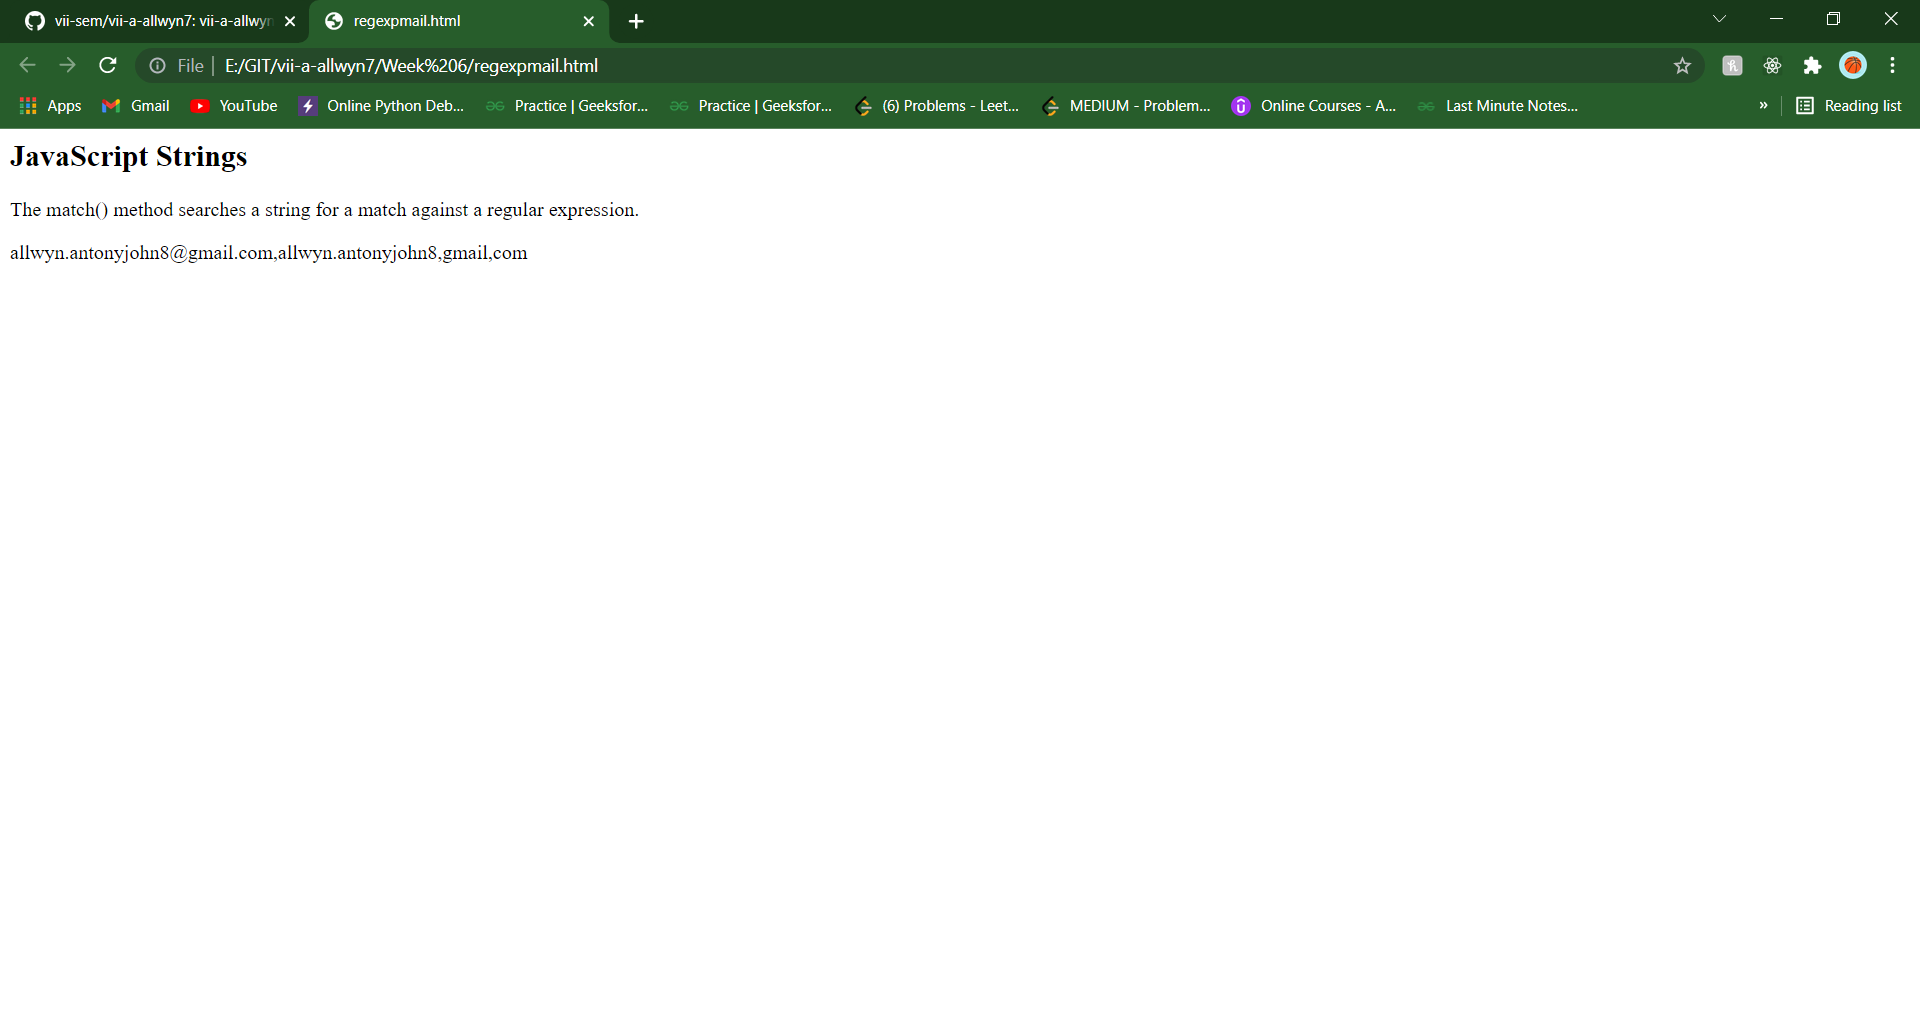 vii-sem/vii-a-allwyn7: vii-a-allwyn
regexpmail.html
File
E:/GIT/vii-a-allwyn7/Week%206/regexpmail.html
Apps
Gmail
YouTube
Online Python Deb...
Practice | Geeksfor...
Practice | Geeksfor...
(6) Problems - Leet...
MEDIUM - Problem...
Online Courses - A...
Last Minute Notes...
»
Reading list
JavaScript Strings
The match() method searches a string for a match against a regular expression.
allwyn.antonyjohn8@gmail.com,allwyn.antonyjohn8,gmail,com